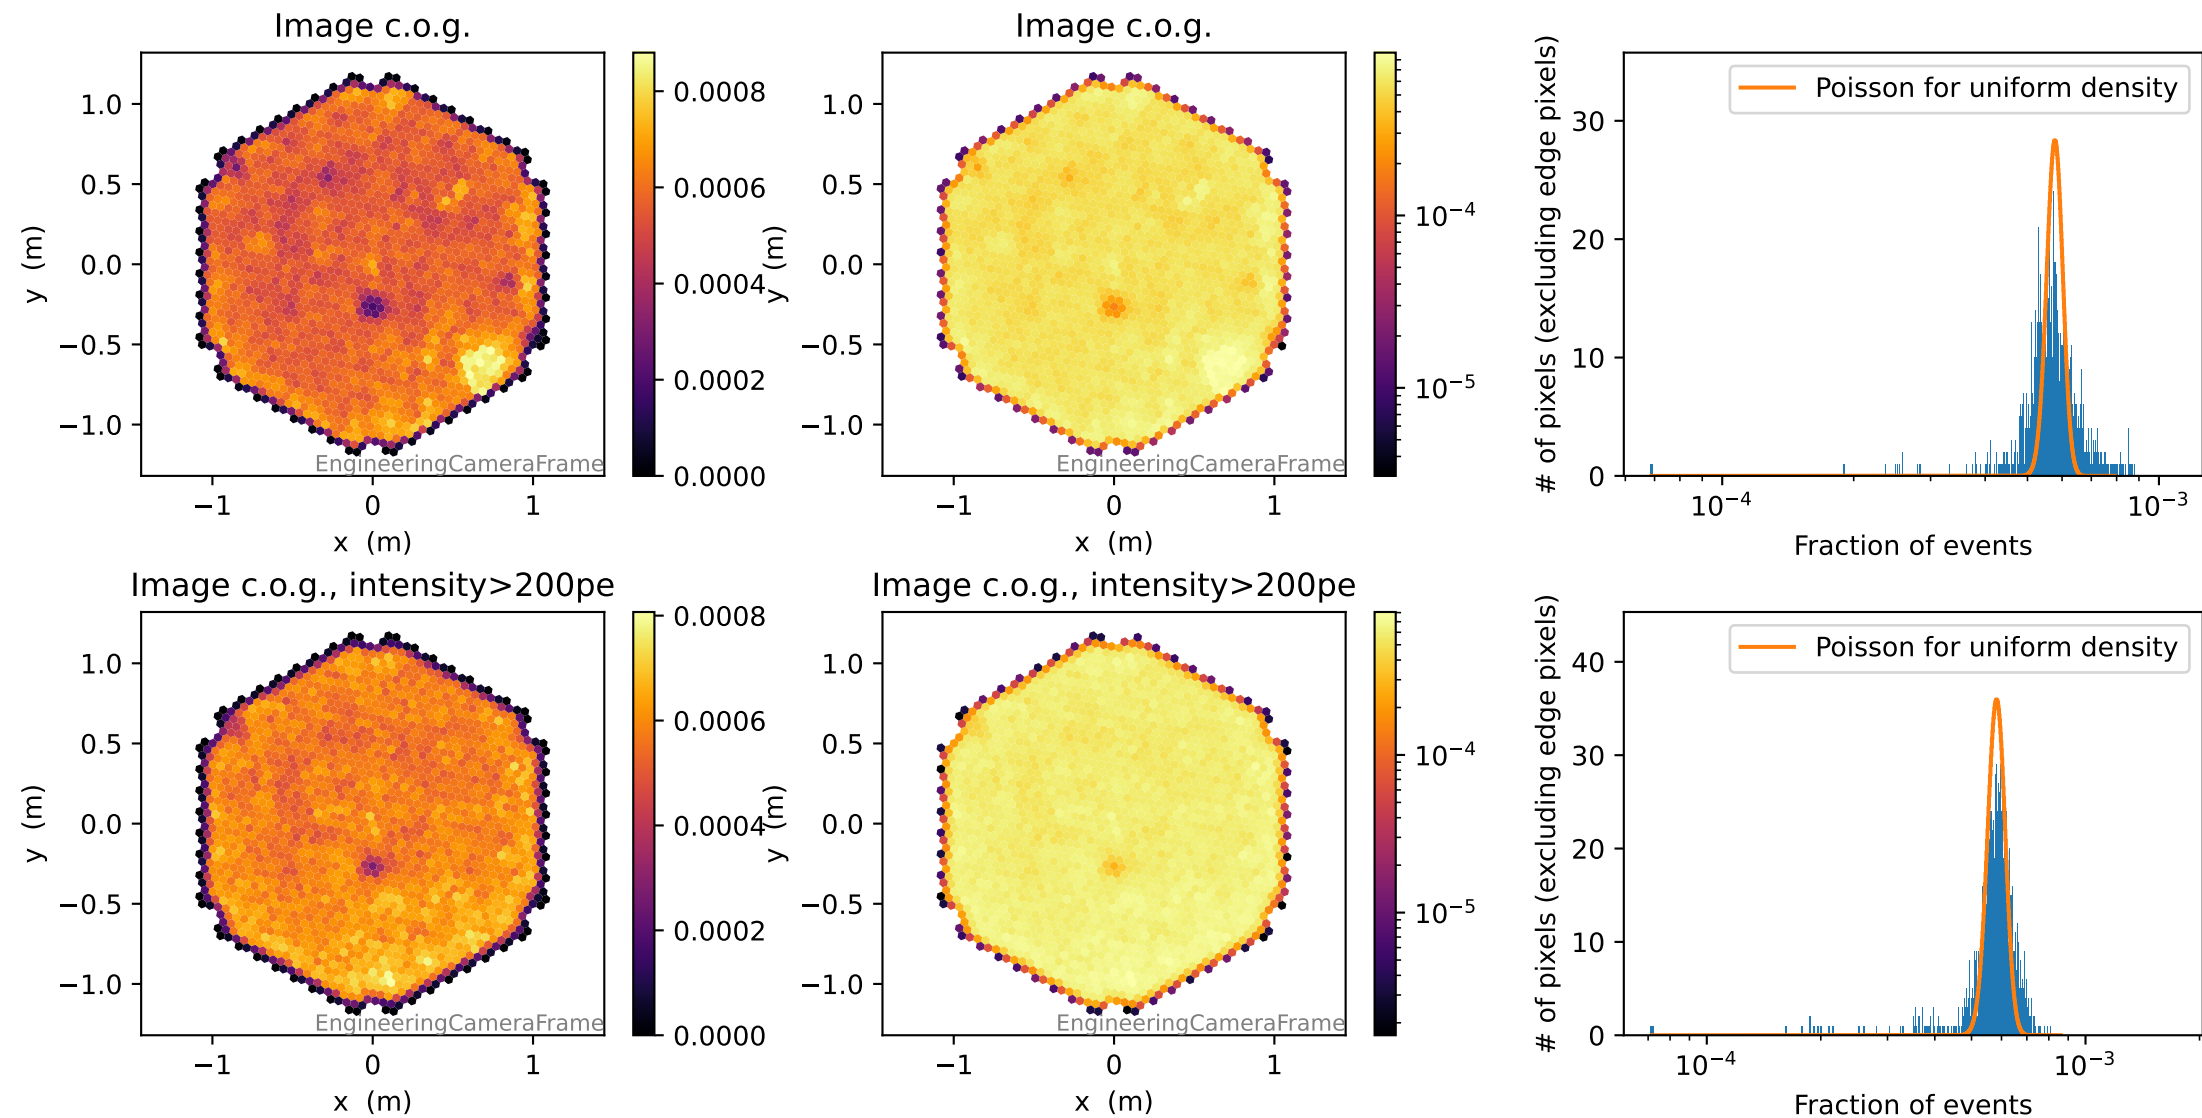 Image c.o.g.
1.0
0.5
0.0
−0.5
−1.0
y (m)
−1
0
1
x (m)
EngineeringCameraFrame
0.0008
0.0006
0.0004
0.0002
0.0000
Image c.o.g.
1.0
0.5
0.0
−0.5
−1.0
y (m)
−1
0
1
x (m)
EngineeringCameraFrame
10⁻⁴
10⁻⁵
Poisson for uniform density
# of pixels (excluding edge pixels)
30
20
10
0
10⁻⁴
10⁻³
Fraction of events
Image c.o.g., intensity>200pe
1.0
0.5
0.0
−0.5
−1.0
y (m)
−1
0
1
x (m)
EngineeringCameraFrame
0.0008
0.0006
0.0004
0.0002
0.0000
Image c.o.g., intensity>200pe
1.0
0.5
0.0
−0.5
−1.0
y (m)
−1
0
1
x (m)
EngineeringCameraFrame
10⁻⁴
10⁻⁵
Poisson for uniform density
# of pixels (excluding edge pixels)
40
30
20
10
0
10⁻⁴
10⁻³
Fraction of events